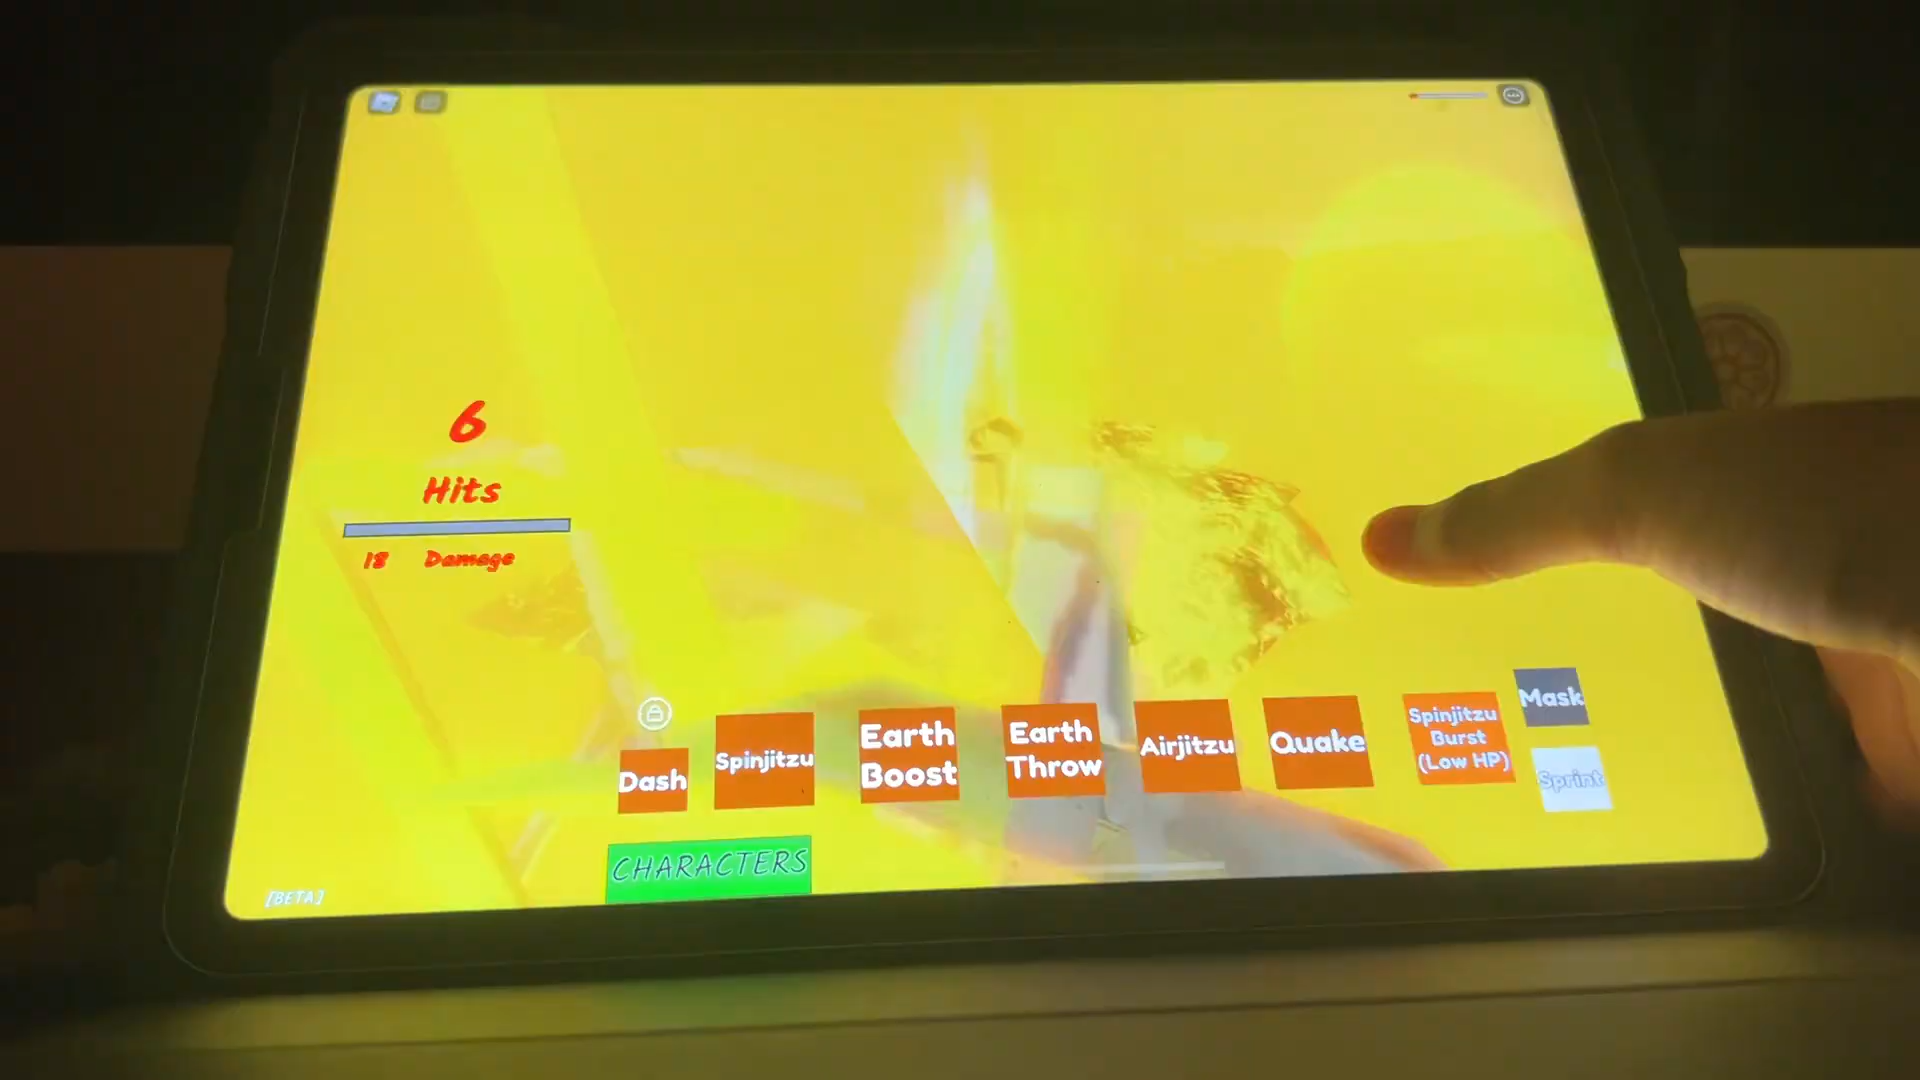 6
Hits
18 Damage
Dash
Spinjitzu
Earth
Boost
Earth
Throw
Airjitzu
Quake
Spinjitzu
Burst
(Low HP)
Mask
Sprint
CHARACTERS
[BETA]